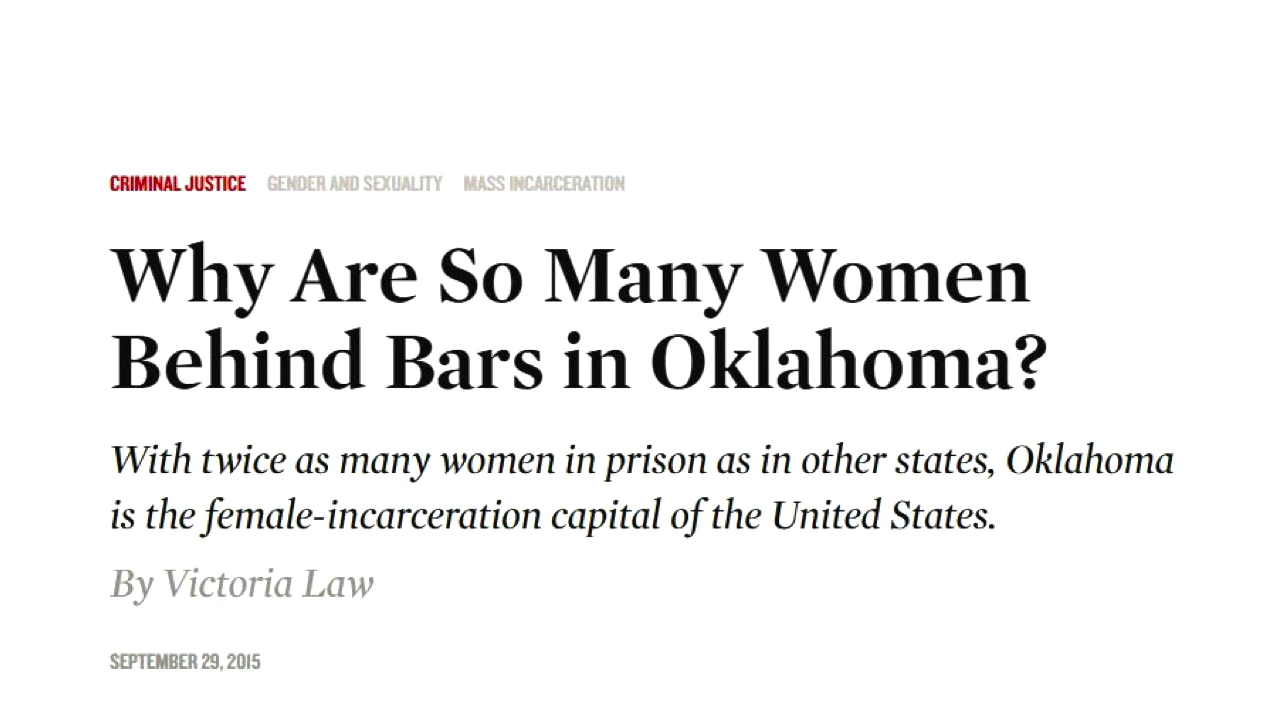 CRIMINAL JUSTICE GENDER AND SEXUALITY MASS INCARCERATION
Why Are So Many Women
Behind Bars in Oklahoma?
With twice as many women in prison as in other states, Oklahoma
is the female-incarceration capital of the United States.
By Victoria Law
SEPTEMBER 29, 2015